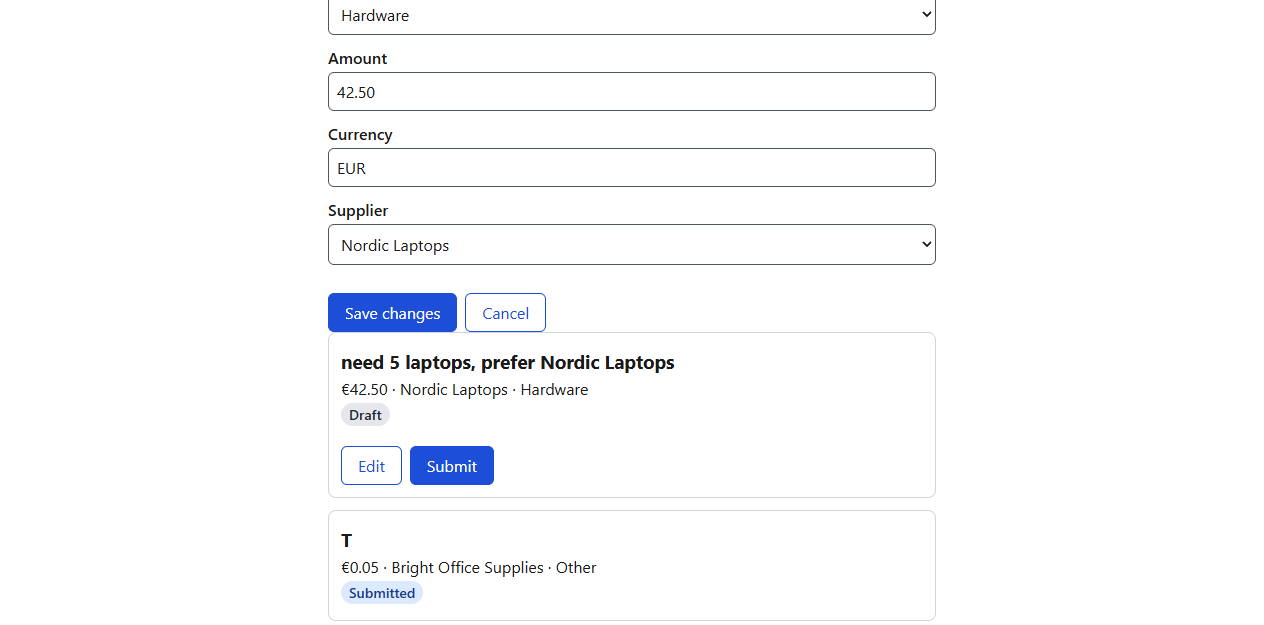 Hardware
Amount
42.50
Currency
EUR
Supplier
Nordic Laptops
Save changes Cancel
need 5 laptops, prefer Nordic Laptops
€42.50 · Nordic Laptops · Hardware
Draft
Edit Submit
T
€0.05 · Bright Office Supplies · Other
Submitted